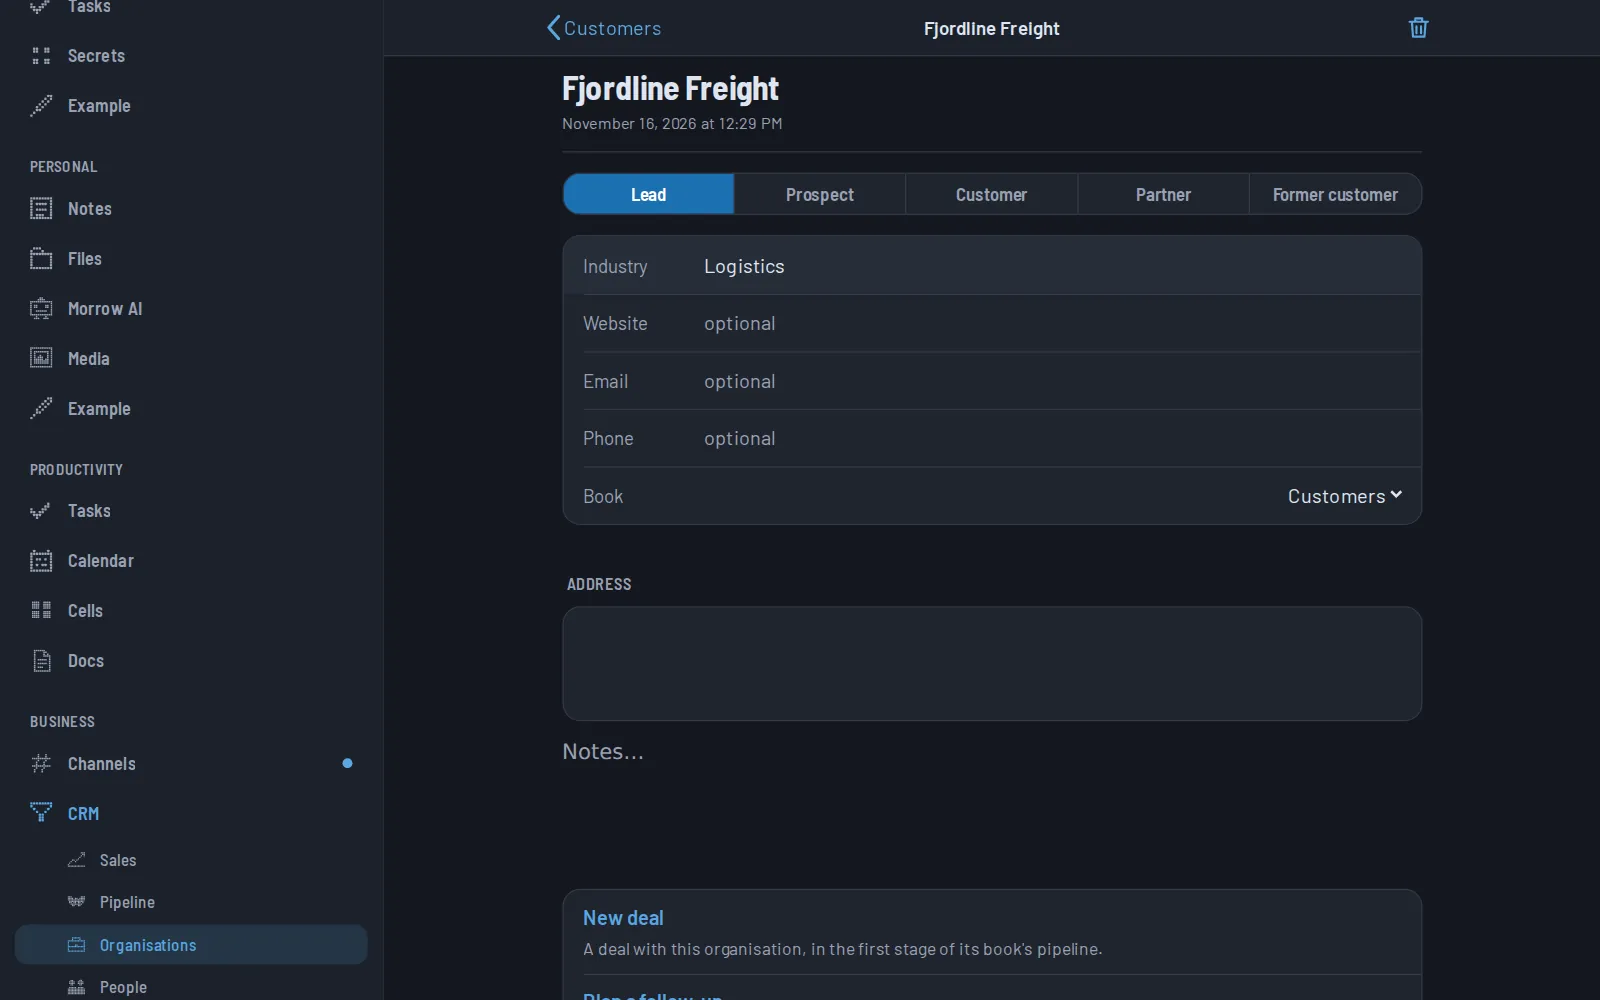 Tasks
Secrets
Example
PERSONAL
Notes
Files
Morrow AI
Media
Example
PRODUCTIVITY
Tasks
Calendar
Cells
Docs
BUSINESS
Channels
CRM
Sales
Pipeline
Organisations
People
Customers
Fjordline Freight
Fjordline Freight
November 16, 2026 at 12:29 PM
Lead
Prospect
Customer
Partner
Former customer
Industry Logistics
Website optional
Email optional
Phone optional
Book Customers
ADDRESS
Notes...
New deal
A deal with this organisation, in the first stage of its book's pipeline.
Plan a follow-up